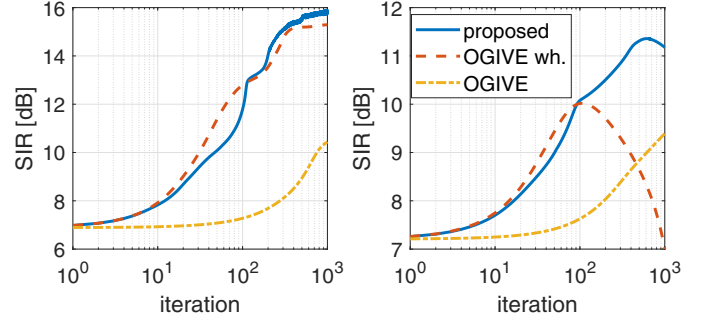 16
14
12
10
8
6
SIR [dB]
10^0
10^1
10^2
10^3
iteration
12
11
10
9
8
7
SIR [dB]
proposed
OGIVE wh.
OGIVE
10^0
10^1
10^2
10^3
iteration